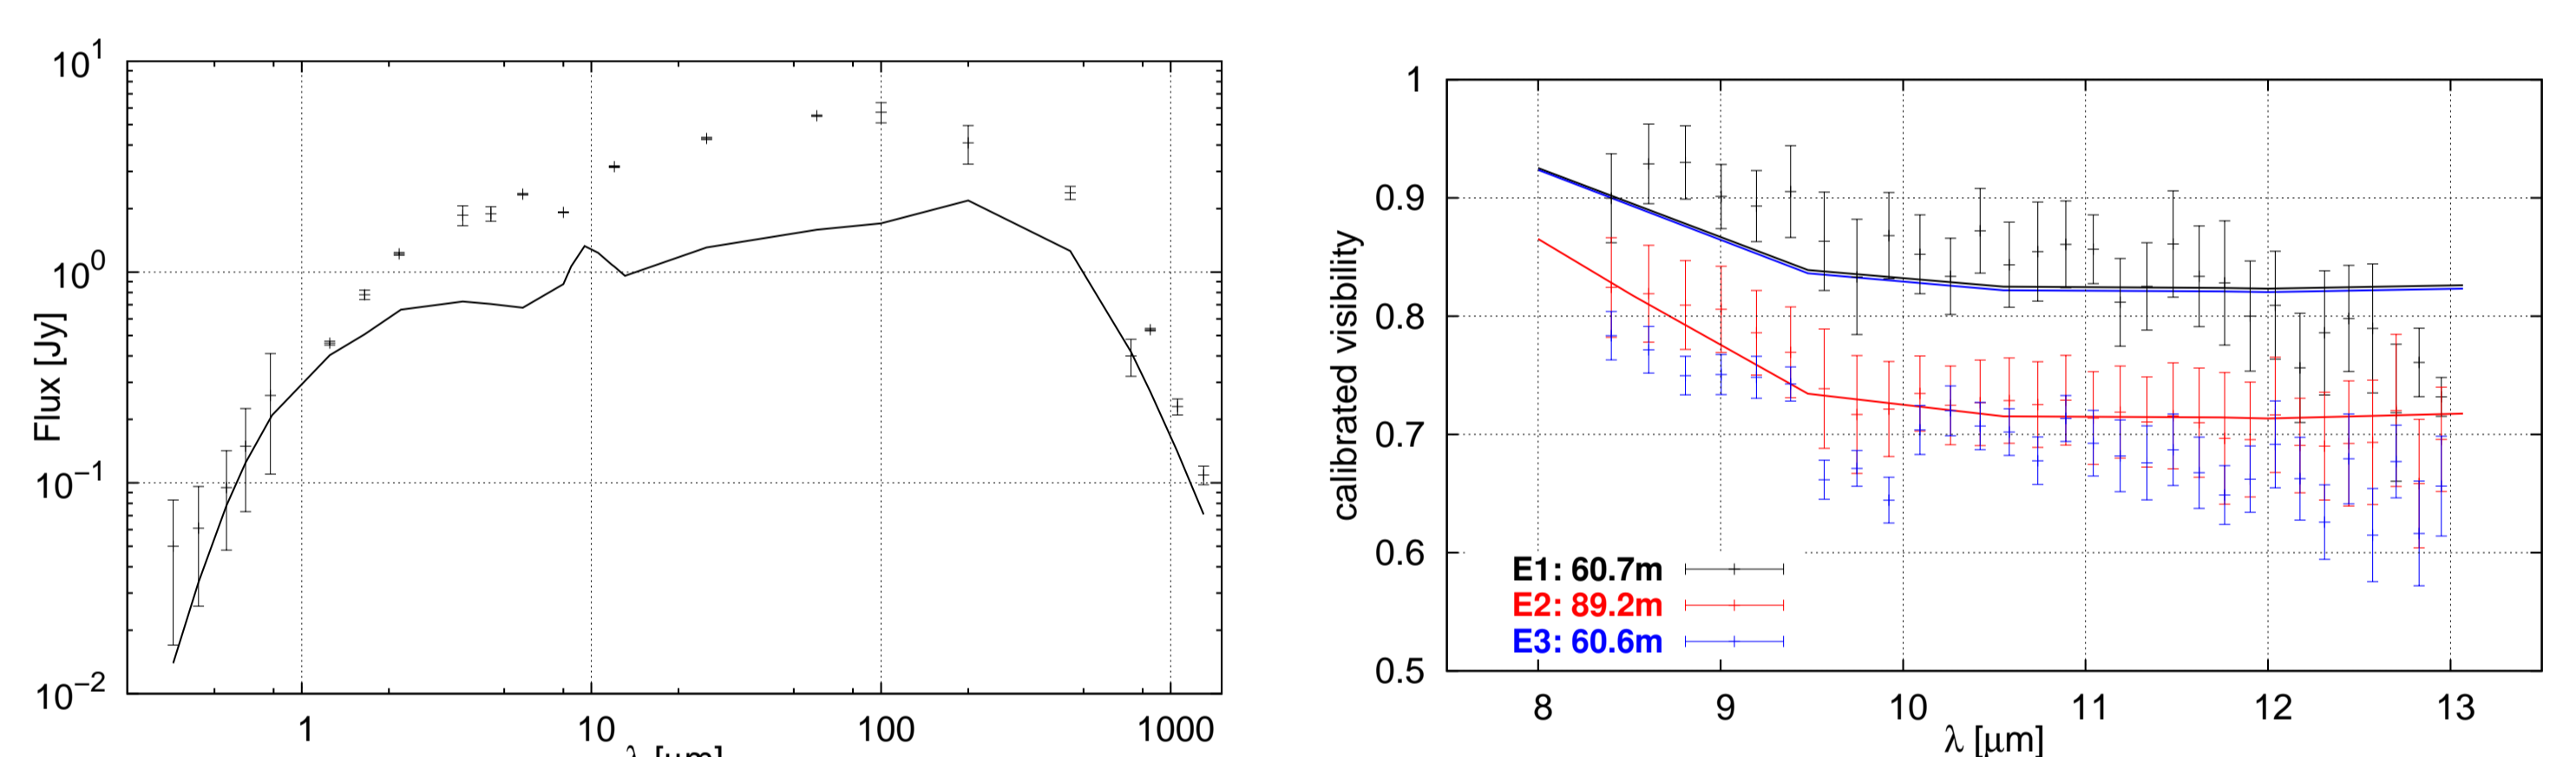 10^1
10^0
10^−1
10^−2
Flux [Jy]
1 10 100 1000
λ [μm]
1
0.9
0.8
0.7
0.6
0.5
calibrated visibility
E1: 60.7m
E2: 89.2m
E3: 60.6m
8 9 10 11 12 13
λ [μm]